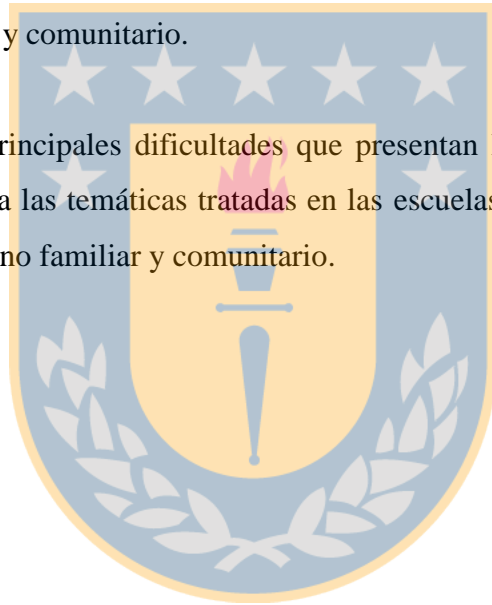 y comunitario.
rincipales dificultades que presentan
a las temáticas tratadas en las escuelas
no familiar y comunitario.